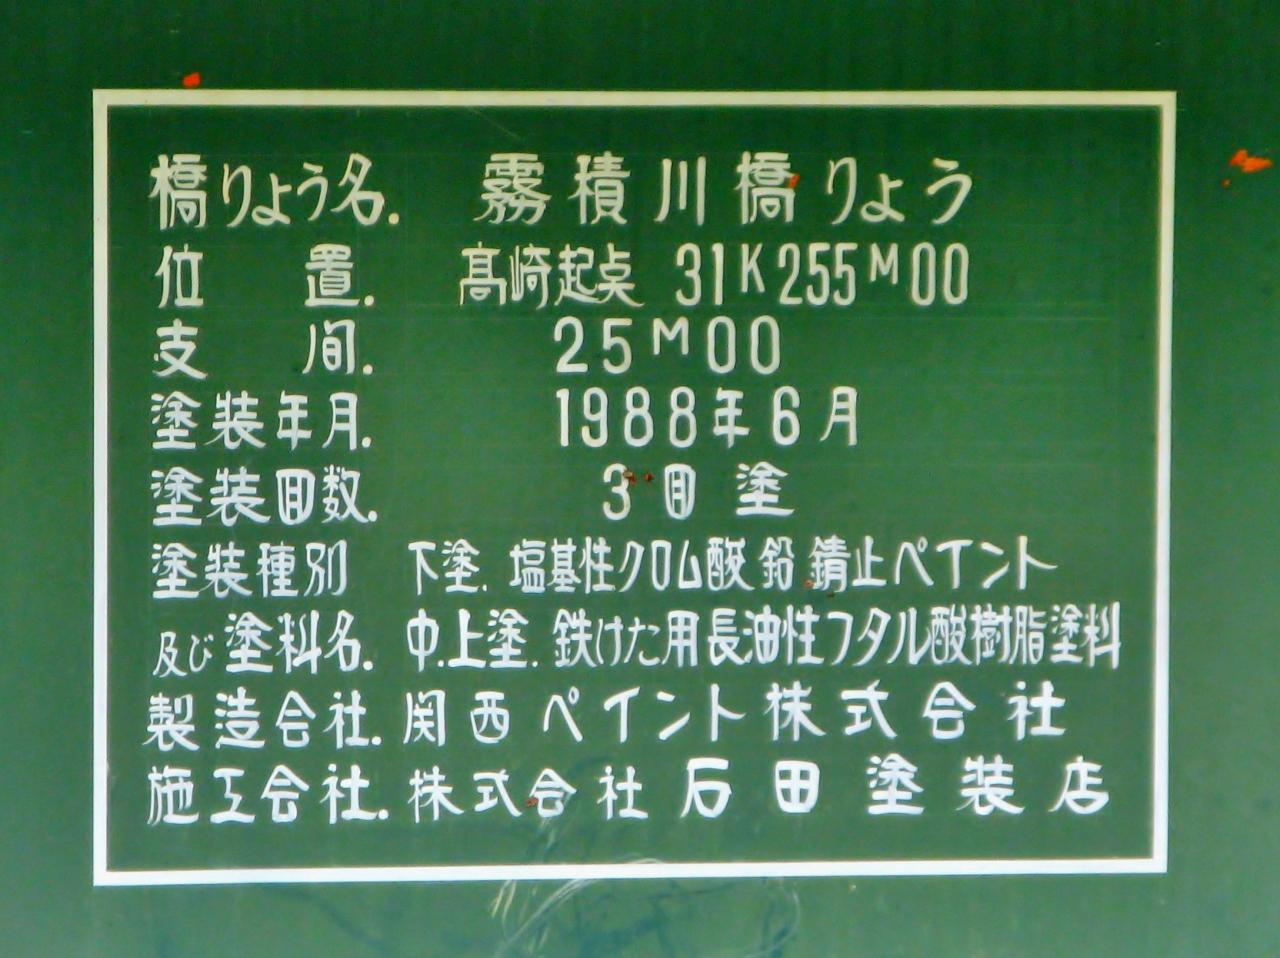 橋りょう名. 霧積川橋りょう
位置. 髙崎起点 31K255M00
支間. 25M00
塗装年月. 1988年6月
塗装回数. 3回塗
塗装種別 下塗. 塩基性クロム酸鉛錆止ペイント
及び塗料名. 中.上塗. 鉄けた用長油性フタル酸樹脂塗料
製造会社. 関西ペイント株式会社
施工会社. 株式会社石田塗装店